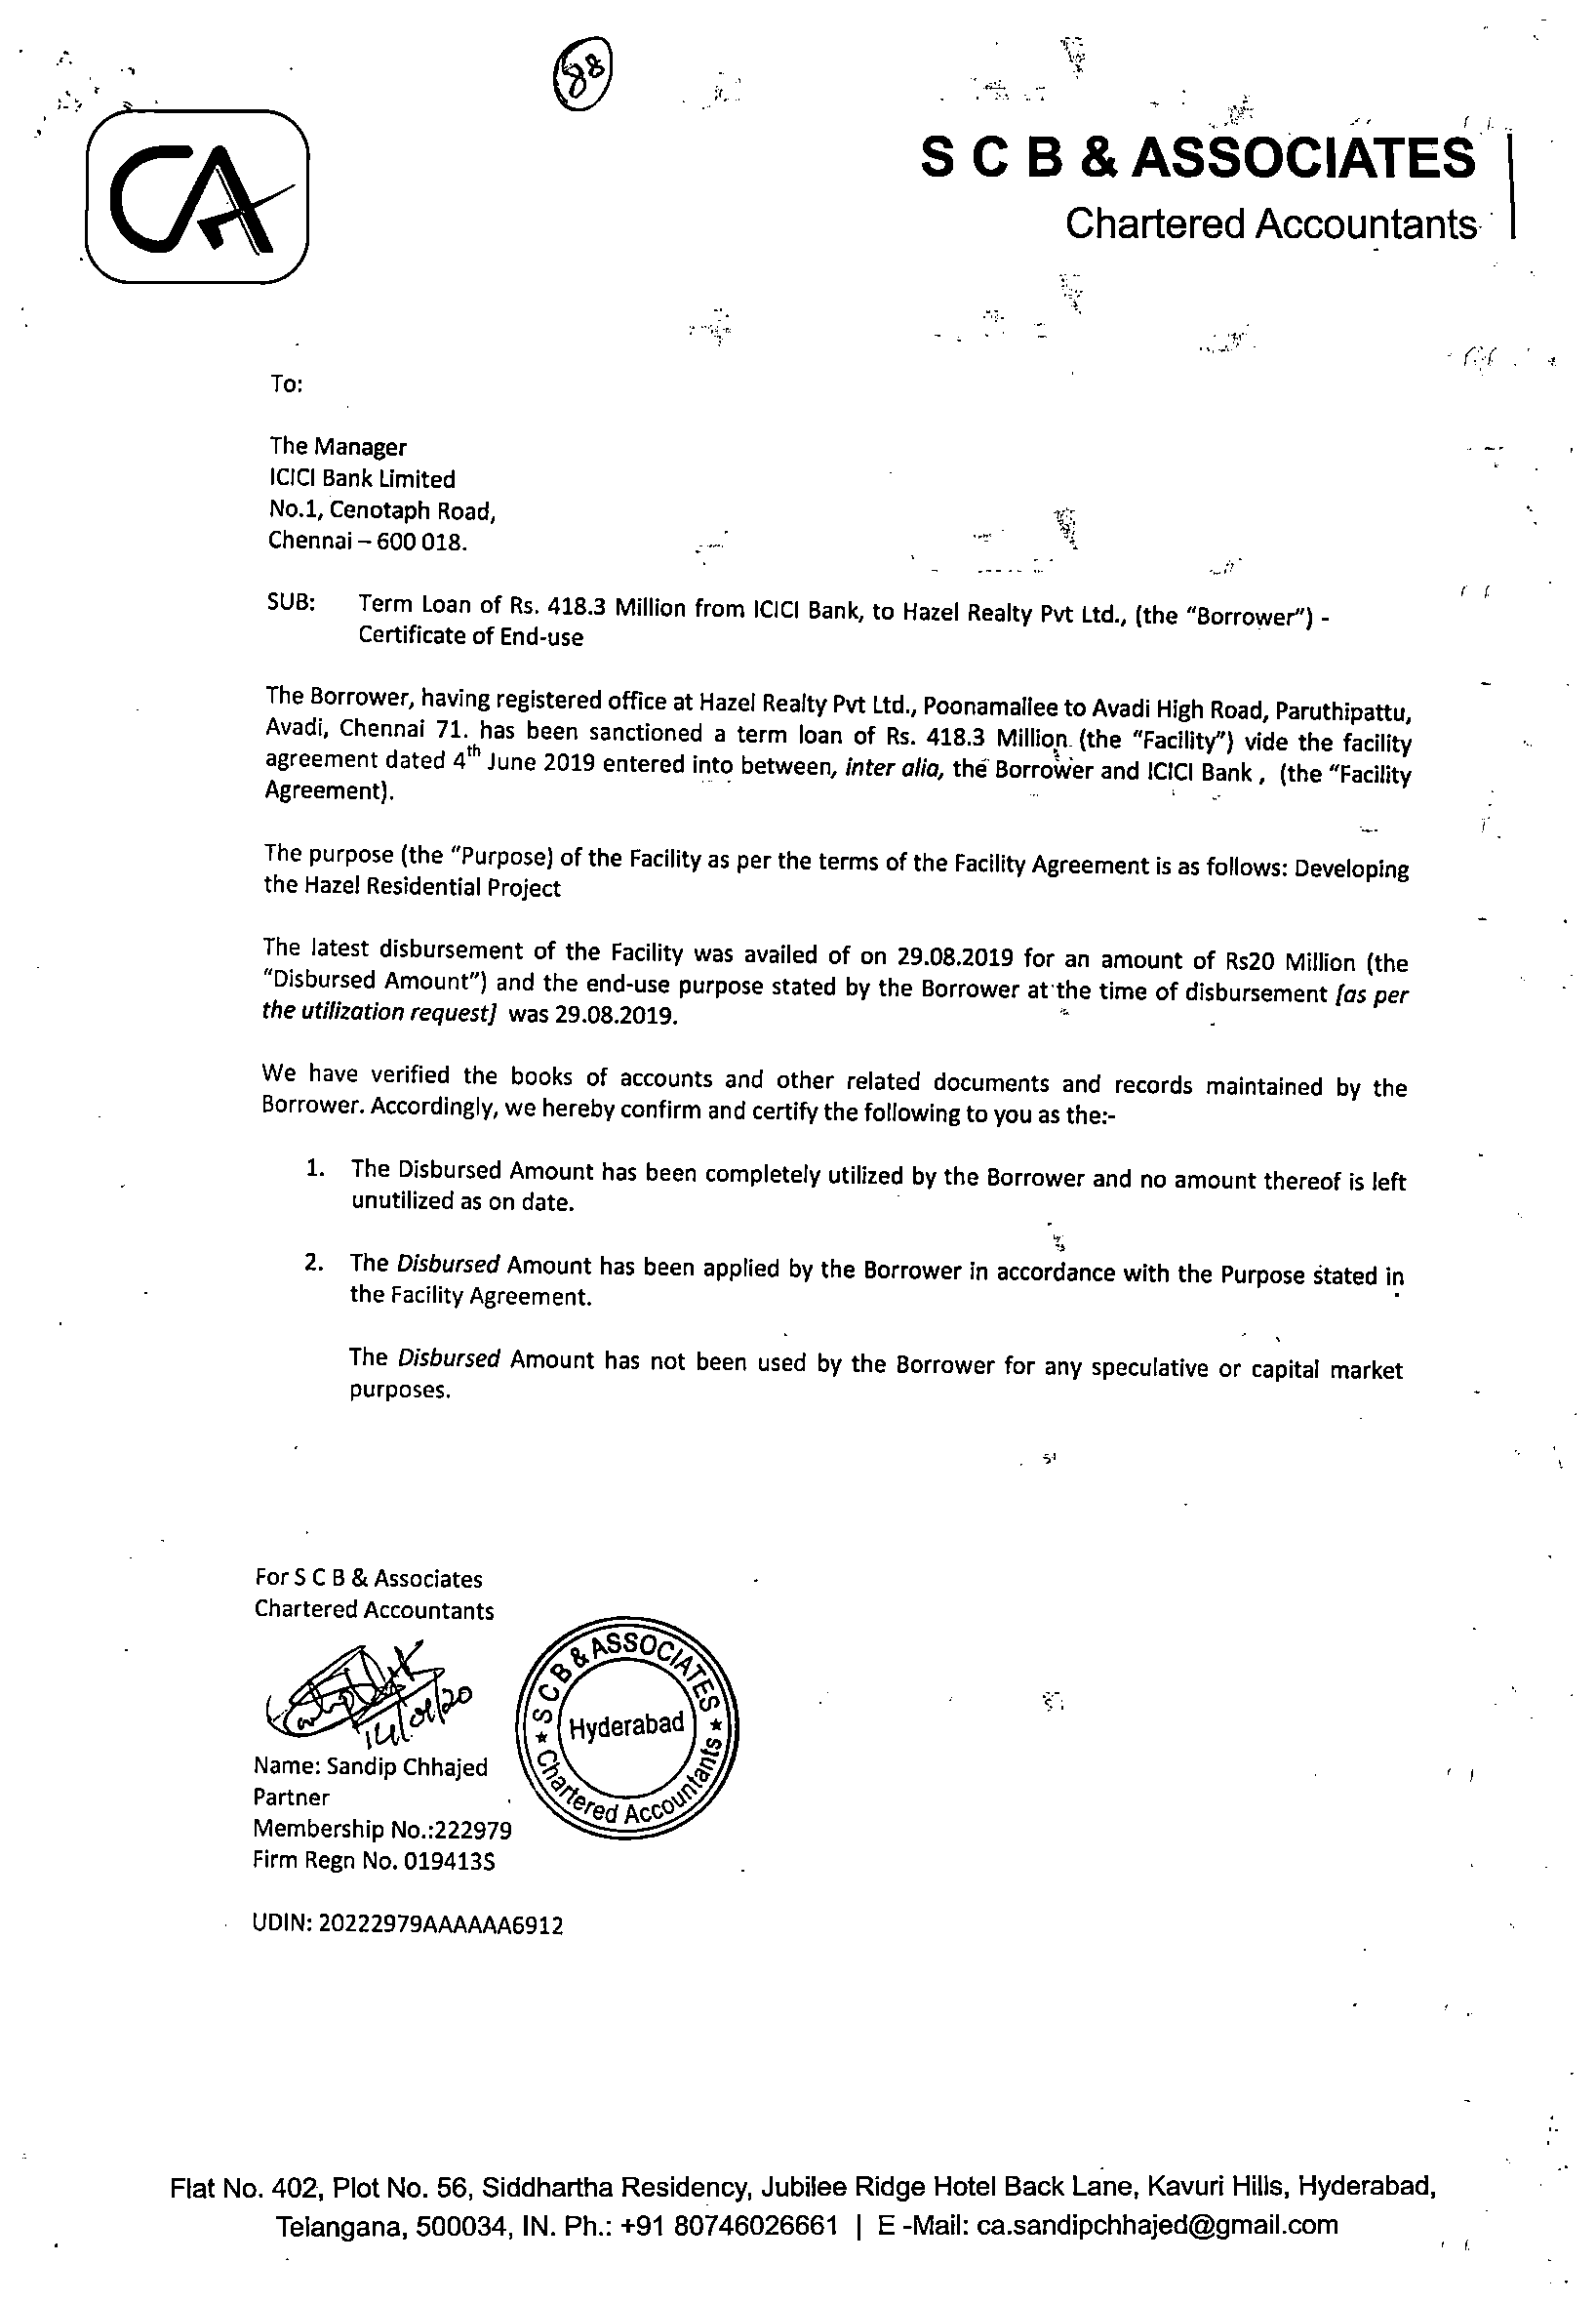 88
CA
S C B & ASSOCIATES
Chartered Accountants
To:
The Manager
ICICI Bank Limited
No.1, Cenotaph Road,
Chennai – 600 018.
SUB: Term Loan of Rs. 418.3 Million from ICICI Bank, to Hazel Realty Pvt Ltd., (the "Borrower") -
Certificate of End-use
The Borrower, having registered office at Hazel Realty Pvt Ltd., Poonamallee to Avadi High Road, Paruthipattu,
Avadi, Chennai 71. has been sanctioned a term loan of Rs. 418.3 Million (the "Facility") vide the facility
agreement dated 4th June 2019 entered into between, inter alia, the Borrower and ICICI Bank , (the "Facility
Agreement).
The purpose (the "Purpose) of the Facility as per the terms of the Facility Agreement is as follows: Developing
the Hazel Residential Project
The latest disbursement of the Facility was availed of on 29.08.2019 for an amount of Rs20 Million (the
"Disbursed Amount") and the end-use purpose stated by the Borrower at the time of disbursement [as per
the utilization request] was 29.08.2019.
We have verified the books of accounts and other related documents and records maintained by the
Borrower. Accordingly, we hereby confirm and certify the following to you as the:-
1. The Disbursed Amount has been completely utilized by the Borrower and no amount thereof is left
unutilized as on date.
2. The Disbursed Amount has been applied by the Borrower in accordance with the Purpose stated in
the Facility Agreement.
The Disbursed Amount has not been used by the Borrower for any speculative or capital market
purposes.
For S C B & Associates
Chartered Accountants
14/01/20
S C B & ASSOCIATES
Hyderabad
Chartered Accountants
Name: Sandip Chhajed
Partner
Membership No.:222979
Firm Regn No. 019413S
UDIN: 20222979AAAAAA6912
Flat No. 402, Plot No. 56, Siddhartha Residency, Jubilee Ridge Hotel Back Lane, Kavuri Hills, Hyderabad,
Telangana, 500034, IN. Ph.: +91 80746026661 | E -Mail: ca.sandipchhajed@gmail.com